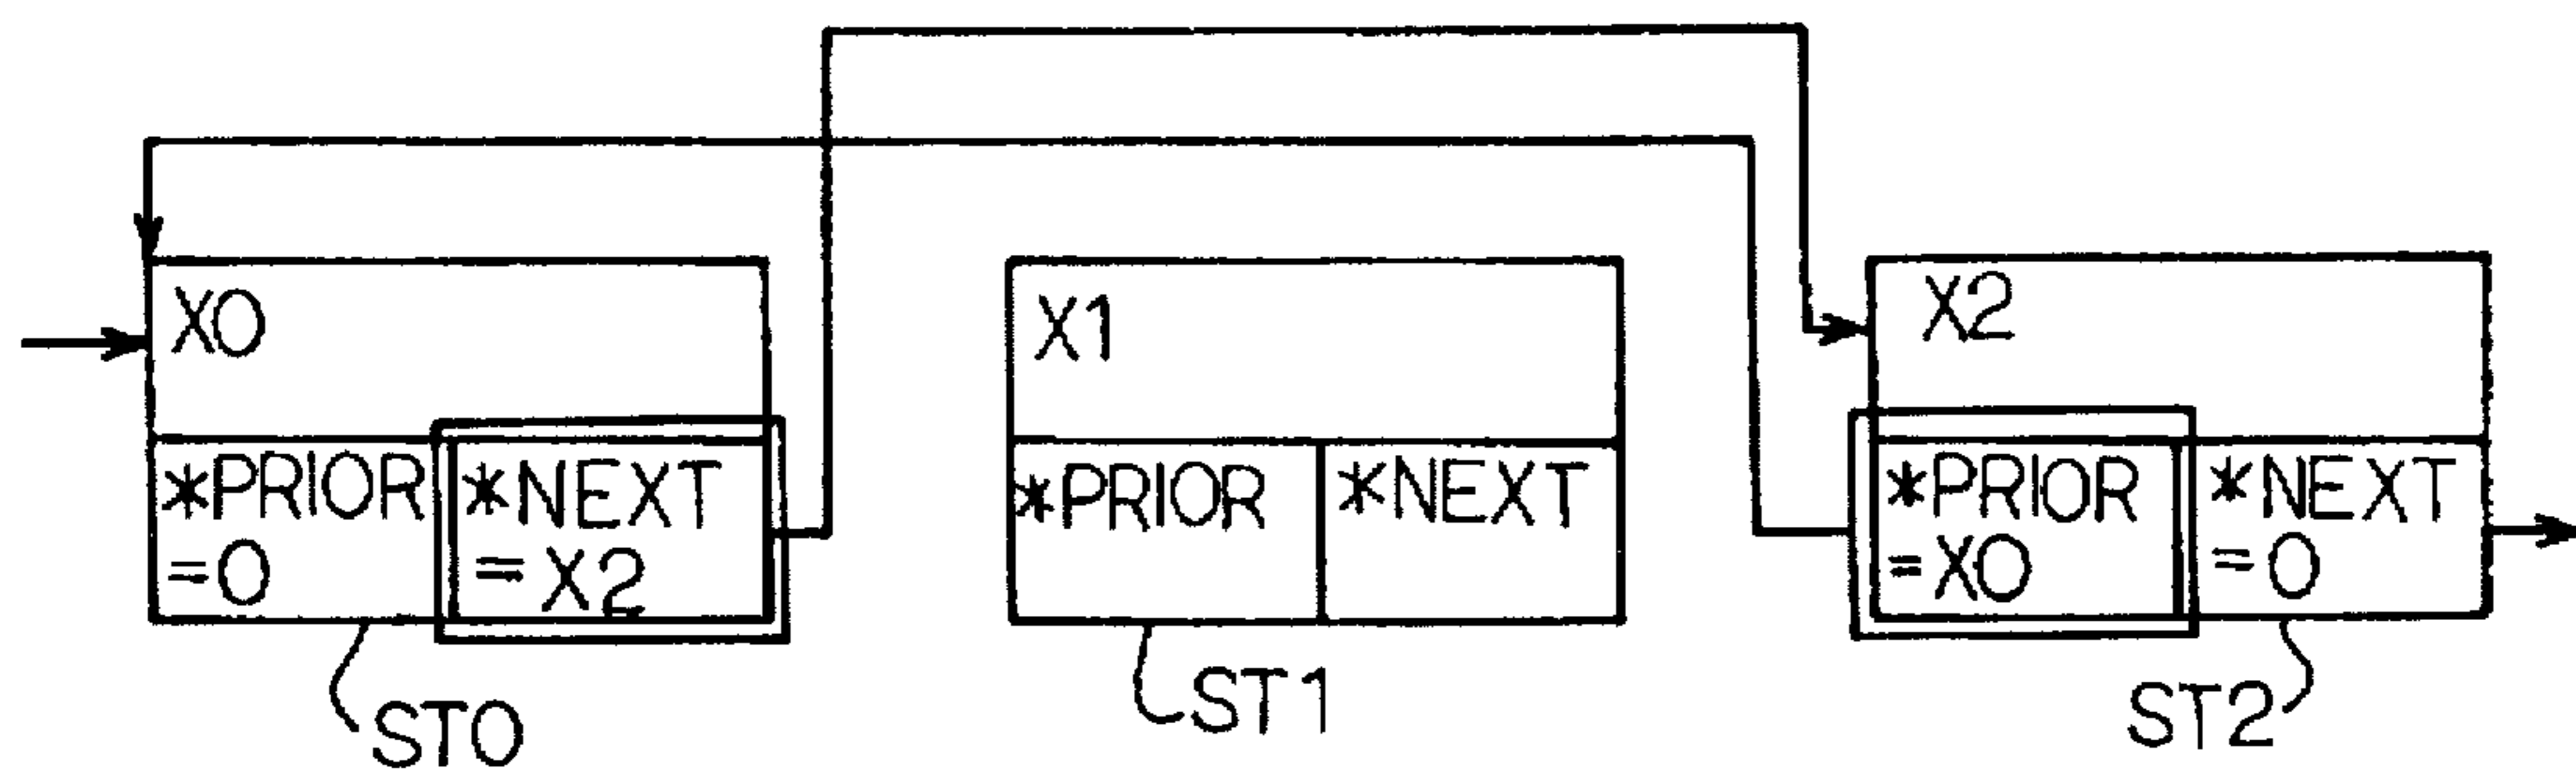 X0
X1
X2
*PRIOR
=0
*NEXT
=X2
*PRIOR
*NEXT
*PRIOR
=X0
*NEXT
=0
ST0
ST1
ST2